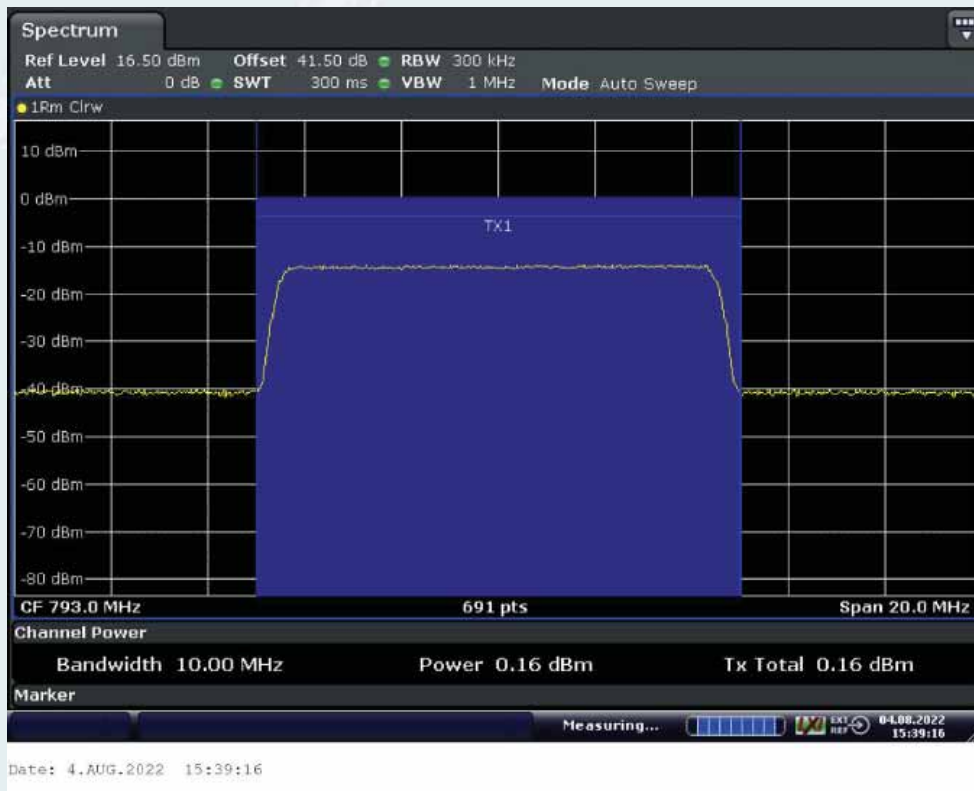 Spectrum
Ref Level 16.50 dBm Offset 41.50 dB RBW 300 kHz
Att 0 dB SWT 300 ms VBW 1 MHz Mode Auto Sweep
1Rm Clrw
10 dBm
0 dBm
TX1
-10 dBm
-20 dBm
-30 dBm
-40 dBm
-50 dBm
-60 dBm
-70 dBm
-80 dBm
CF 793.0 MHz 691 pts Span 20.0 MHz
Channel Power
Bandwidth 10.00 MHz Power 0.16 dBm Tx Total 0.16 dBm
Marker
Measuring... EXT REF 04.08.2022
15:39:16
Date: 4.AUG.2022 15:39:16